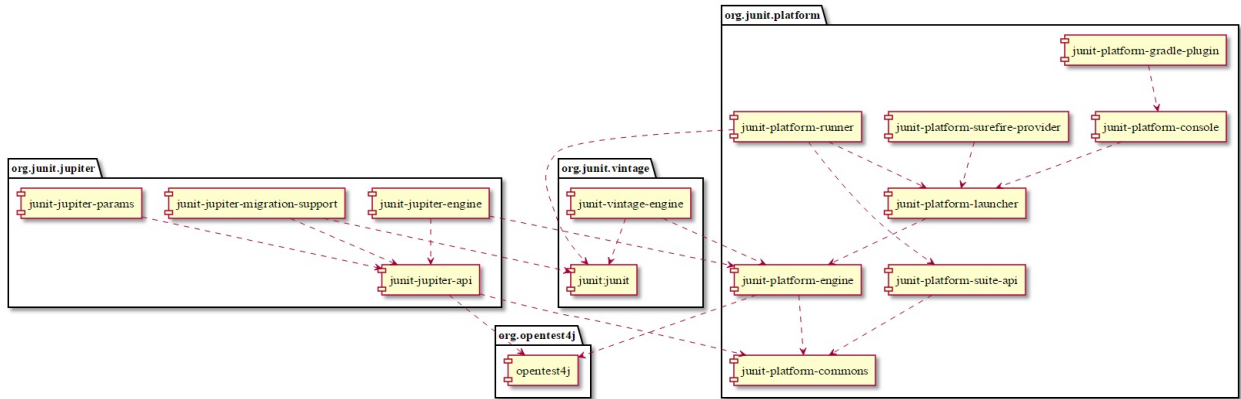 org.junit.platform
junit-platform-gradle-plugin
junit-platform-runner
junit-platform-surefire-provider
junit-platform-console
org.junit.jupiter
org.junit.vintage
junit-jupiter-params
junit-jupiter-migration-support
junit-jupiter-engine
junit-vintage-engine
junit-platform-launcher
junit-jupiter-api
junit:junit
junit-platform-engine
junit-platform-suite-api
org.opentest4j
opentest4j
junit-platform-commons